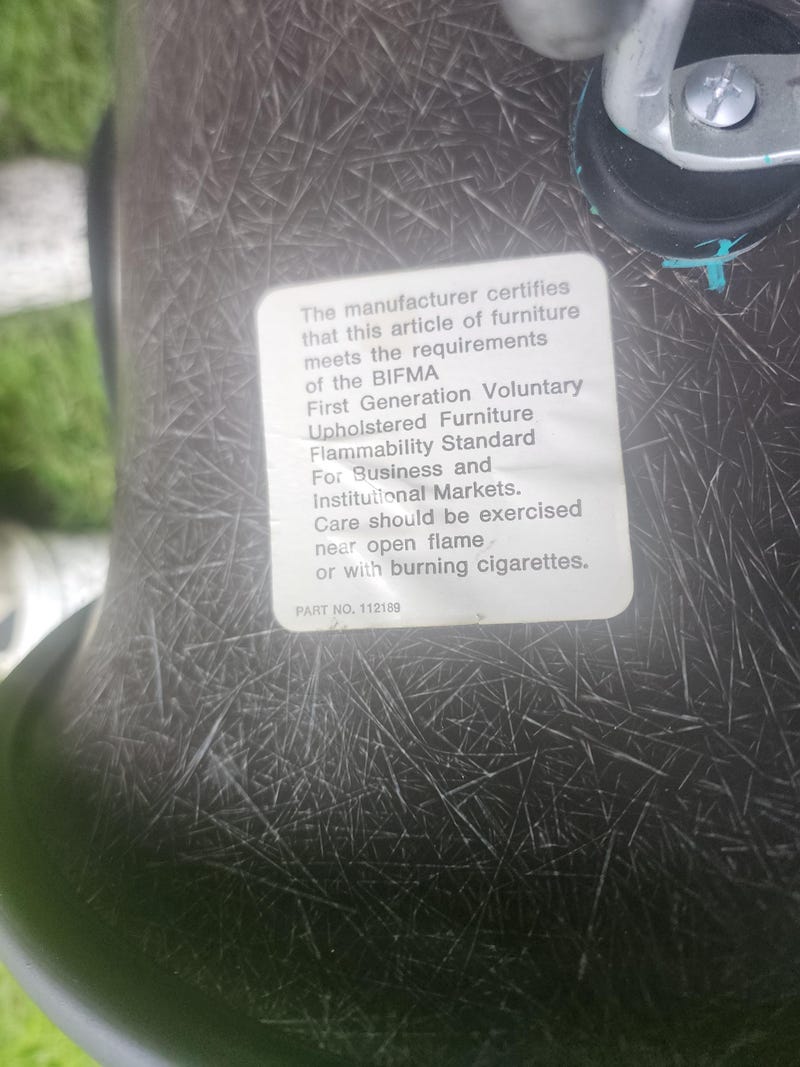 The manufacturer certifies
that this article of furniture
meets the requirements
of the BIFMA
First Generation Voluntary
Upholstered Furniture
Flammability Standard
For Business and
Institutional Markets.
Care should be exercised
near open flame
or with burning cigarettes.
PART NO. 112189